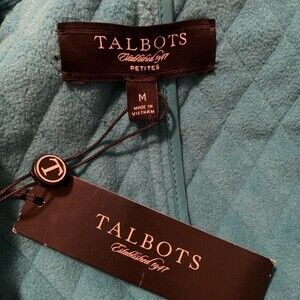 TALBOTS
Established 1947
PETITES
M
MADE IN
VIETNAM
T
TALBOTS
Established 1947